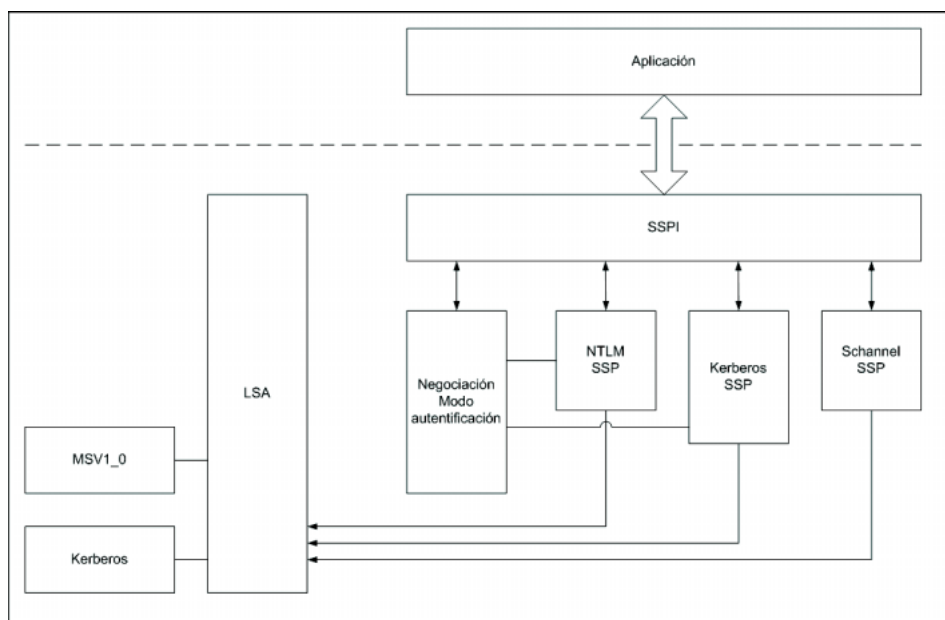 Aplicación
SSPI
LSA
Negociación
Modo
autentificación
NTLM
SSP
Kerberos
SSP
Schannel
SSP
MSV1_0
Kerberos